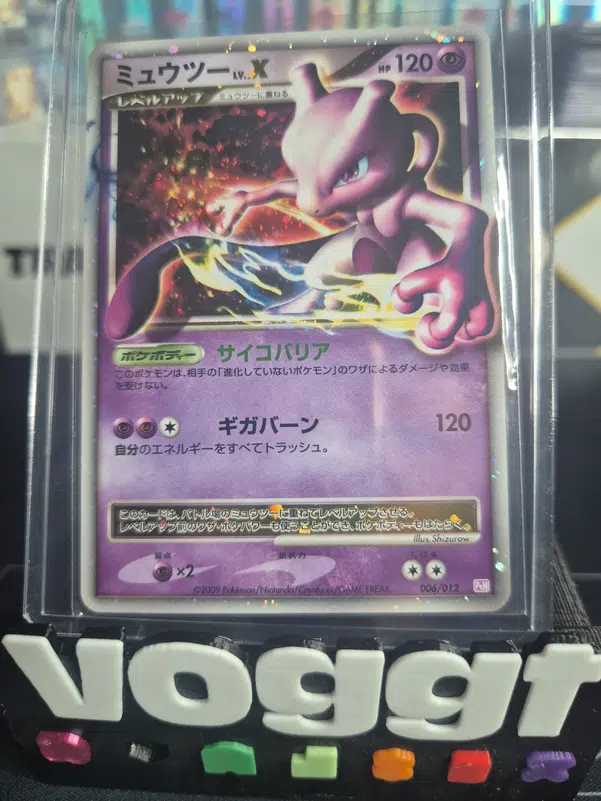 ミュウツー LV.X HP 120
レベルアップ ミュウツーに重ねる
TRA
ポケボディー サイコバリア
このポケモンは、相手の「進化していないポケモン」のワザによるダメージや効果
を受けない。
ギガバーン 120
自分のエネルギーをすべてトラッシュ。
このカードは、バトル場のミュウツーに重ねてレベルアップさせる。
レベルアップ前のワザ・ポケパワーも使うことができ、ポケボディーもはたらく。
illus. Shizurow
弱点 抵抗力 にげる
×2
©2009 Pokémon/Nintendo/Creatures/GAME FREAK. 006/012
voggt